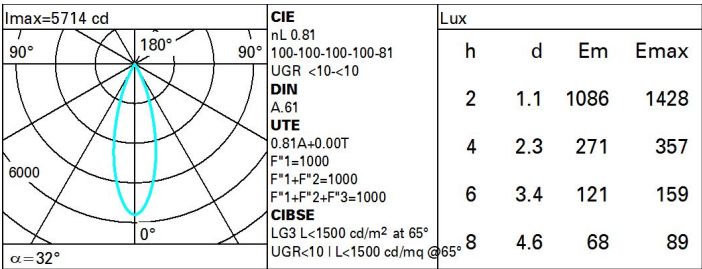 Imax=5714 cd
90° 180° 90°
6000
0°
α=32°
CIE
nL 0.81
100-100-100-100-81
UGR <10-<10
DIN
A.61
UTE
0.81A+0.00T
F"1=1000
F"1+F"2=1000
F"1+F"2+F"3=1000
CIBSE
LG3 L<1500 cd/m² at 65°
UGR<10 | L<1500 cd/mq @65°
Lux
h d Em Emax
2 1.1 1086 1428
4 2.3 271 357
6 3.4 121 159
8 4.6 68 89